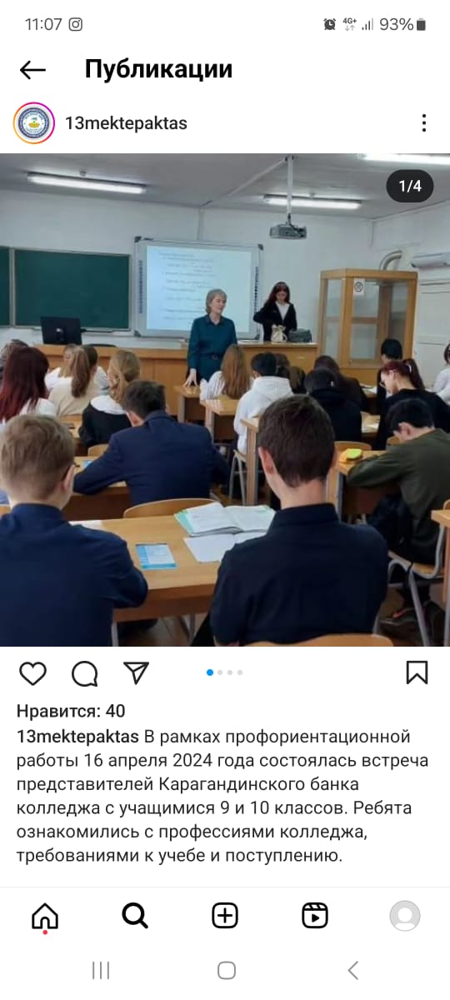 11:07
4G+ 93%
Публикации
13mektepaktas
1/4
Нравится: 40
13mektepaktas В рамках профориентационной
работы 16 апреля 2024 года состоялась встреча
представителей Карагандинского банка
колледжа с учащимися 9 и 10 классов. Ребята
ознакомились с профессиями колледжа,
требованиями к учебе и поступлению.